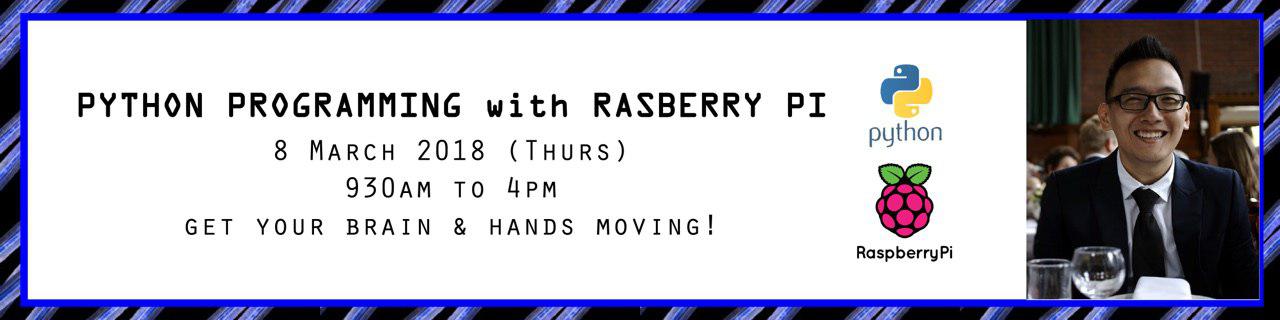 PYTHON PROGRAMMING with RASBERRY PI
8 March 2018 (Thurs)
930am to 4pm
get your brain & hands moving!
python
RaspberryPi